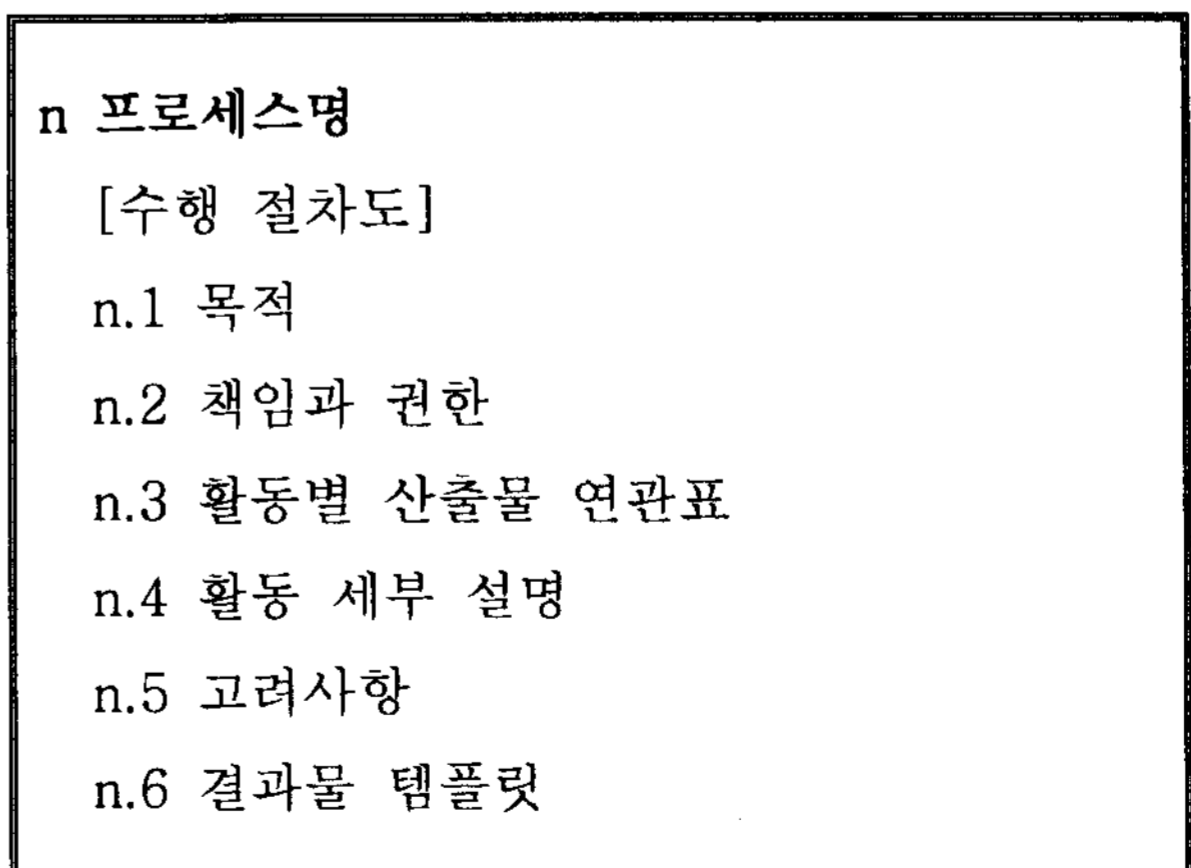 n 프로세스명
[수행 절차도]
n.1 목적
n.2 책임과 권한
n.3 활동별 산출물 연관표
n.4 활동 세부 설명
n.5 고려사항
n.6 결과물 템플릿